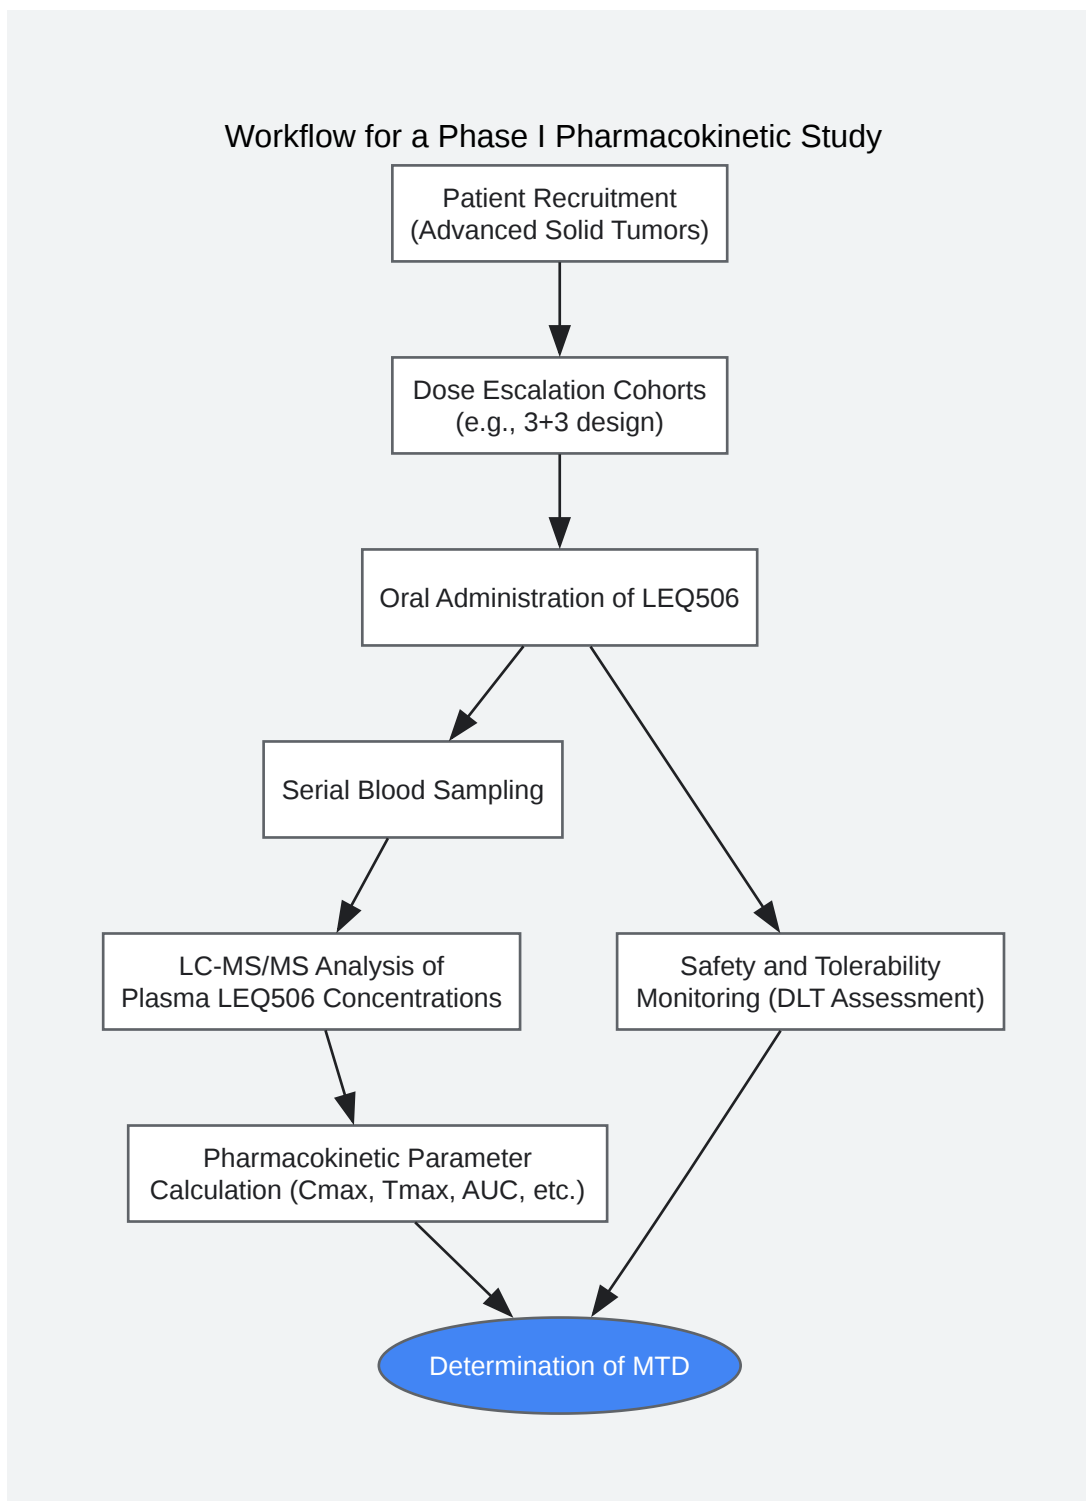 Workflow for a Phase I Pharmacokinetic Study
Patient Recruitment
(Advanced Solid Tumors)
Dose Escalation Cohorts
(e.g., 3+3 design)
Oral Administration of LEQ506
Serial Blood Sampling
LC-MS/MS Analysis of
Plasma LEQ506 Concentrations
Safety and Tolerability
Monitoring (DLT Assessment)
Pharmacokinetic Parameter
Calculation (Cmax, Tmax, AUC, etc.)
Determination of MTD